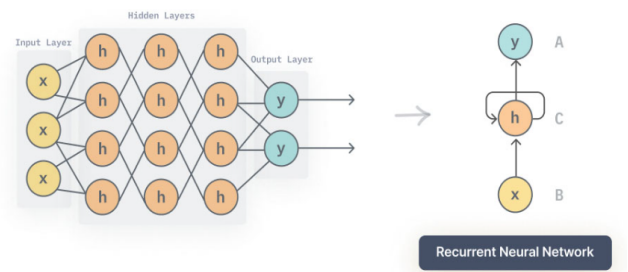 Hidden Layers
Input Layer
Output Layer
h h h
x
h h h
y
x
h h h
y
x
h h h
y A
h C
x B
Recurrent Neural Network